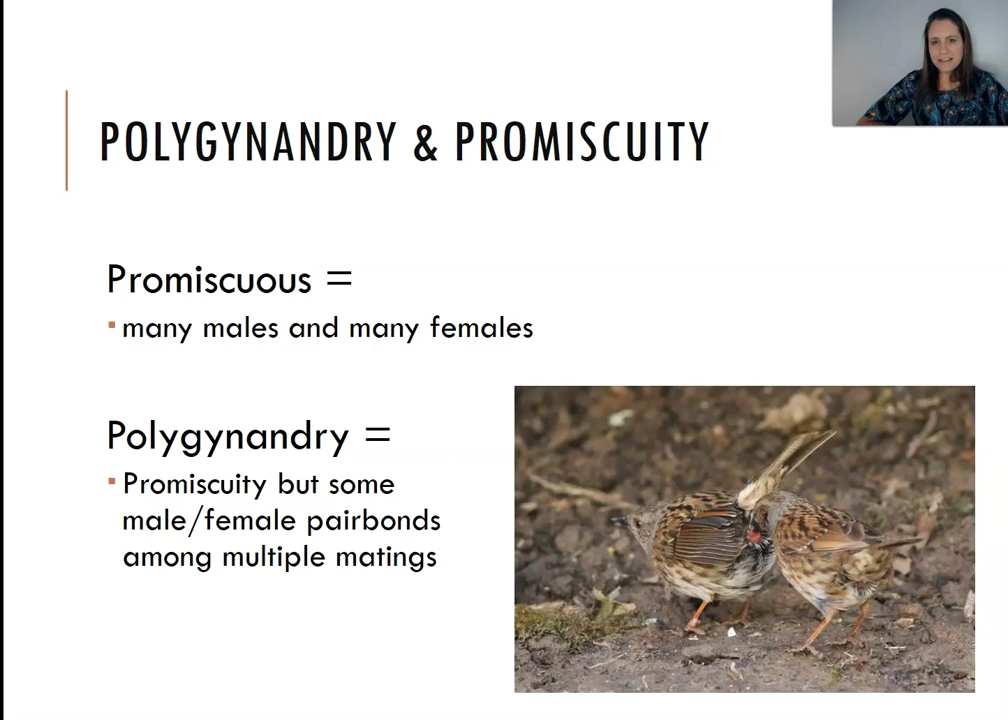 POLYGYNANDRY & PROMISCUITY
Promiscuous =
▪ many males and many females
Polygynandry =
▪ Promiscuity but some
male/female pairbonds
among multiple matings